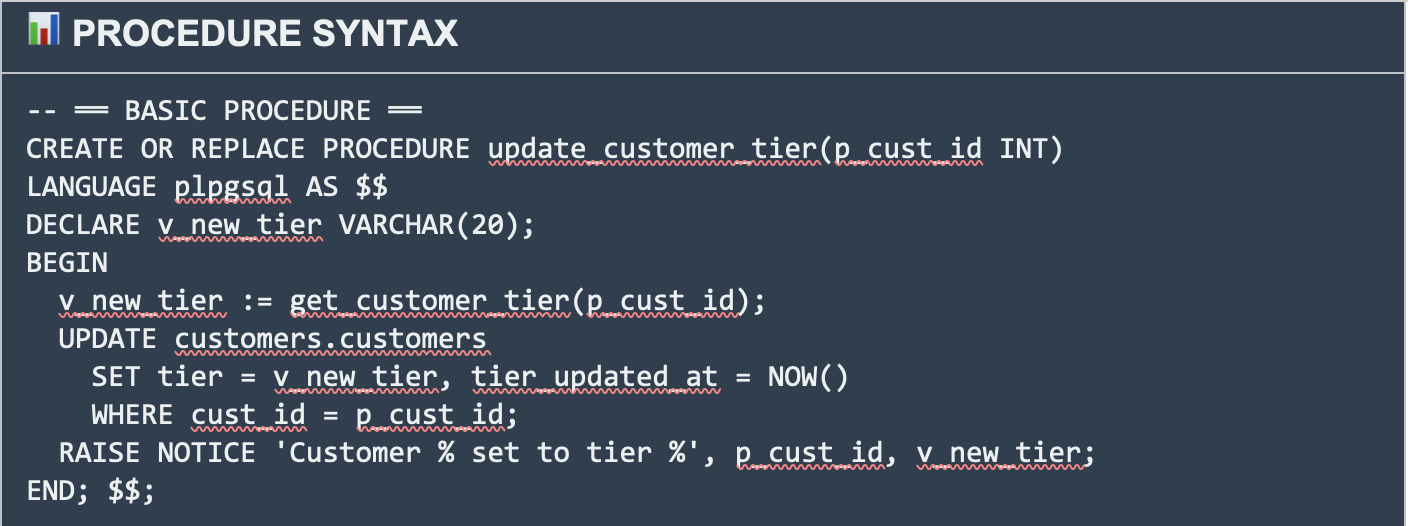 📊 PROCEDURE SYNTAX
-- == BASIC PROCEDURE ==
CREATE OR REPLACE PROCEDURE update_customer_tier(p_cust_id INT)
LANGUAGE plpgsql AS $$
DECLARE v_new_tier VARCHAR(20);
BEGIN
  v_new_tier := get_customer_tier(p_cust_id);
  UPDATE customers.customers
    SET tier = v_new_tier, tier_updated_at = NOW()
    WHERE cust_id = p_cust_id;
  RAISE NOTICE 'Customer % set to tier %', p_cust_id, v_new_tier;
END; $$;